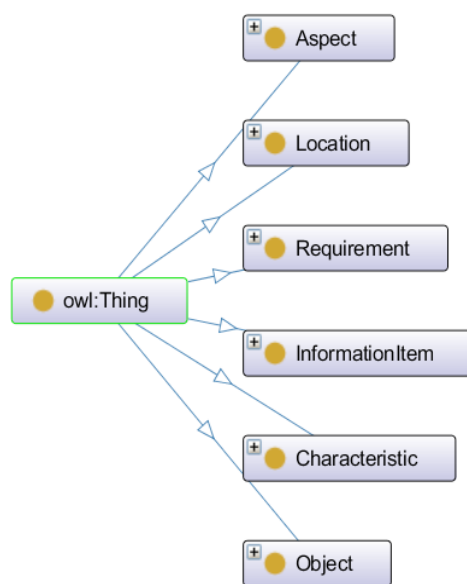 Aspect
Location
Requirement
owl:Thing
InformationItem
Characteristic
Object